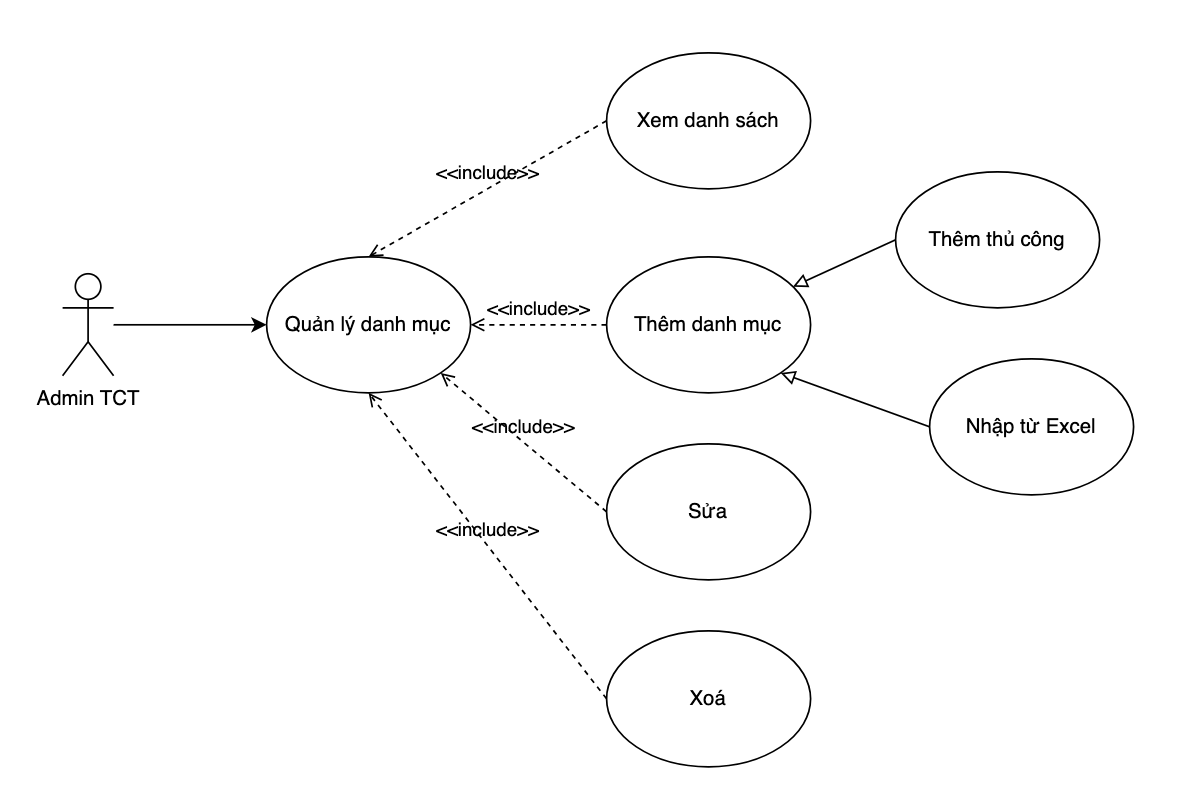 Xem danh sách
<<include>>
Thêm thủ công
<<include>>
Quản lý danh mục
Thêm danh mục
Admin TCT
<<include>>
Nhập từ Excel
Sửa
<<include>>
Xoá